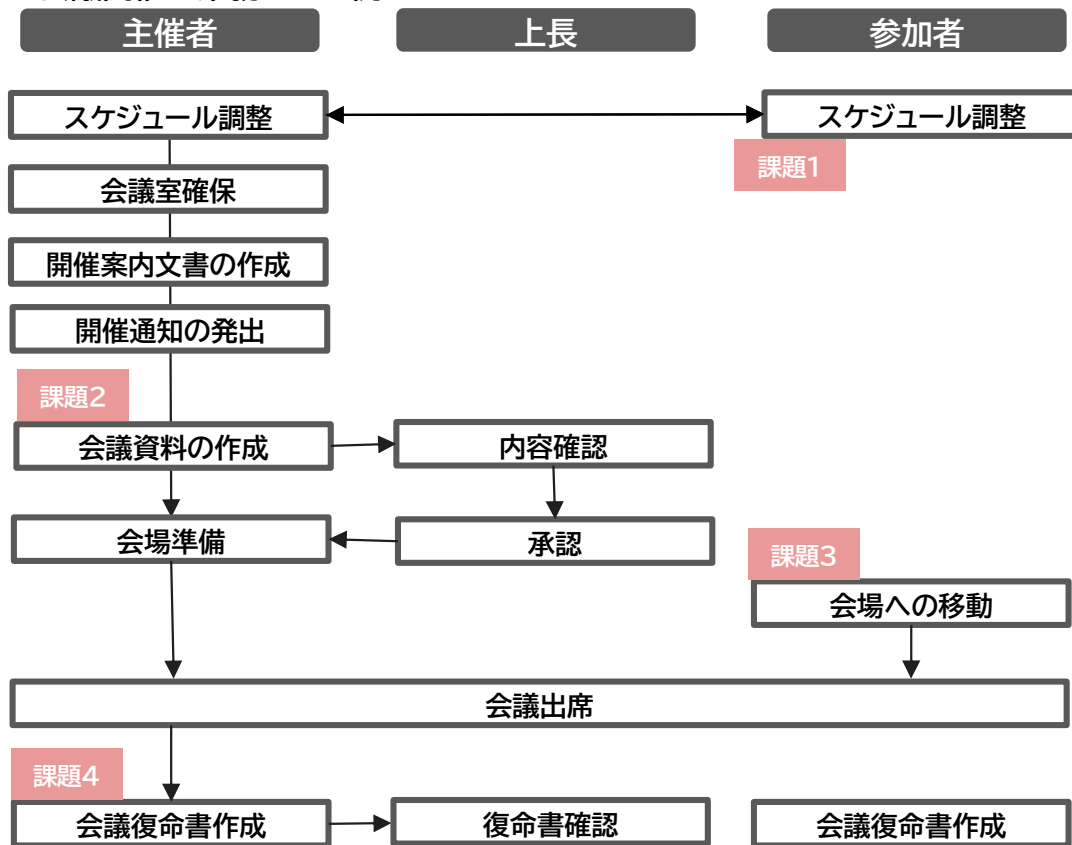 主催者
上長
参加者
スケジュール調整
スケジュール調整
課題1
会議室確保
開催案内文書の作成
開催通知の発出
課題2
会議資料の作成
内容確認
会場準備
承認
課題3
会場への移動
会議出席
課題4
会議復命書作成
復命書確認
会議復命書作成